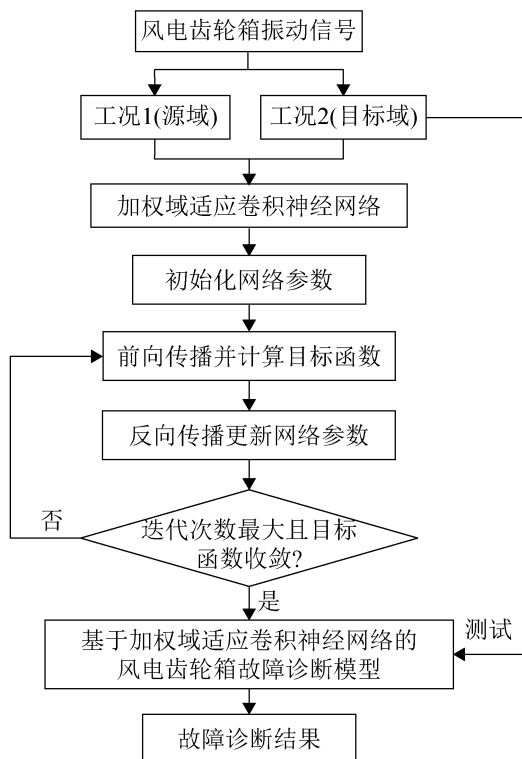 风电齿轮箱振动信号
工况1(源域)
工况2(目标域)
加权域适应卷积神经网络
初始化网络参数
前向传播并计算目标函数
反向传播更新网络参数
否
迭代次数最大且目标
函数收敛?
是
测试
基于加权域适应卷积神经网络的
风电齿轮箱故障诊断模型
故障诊断结果